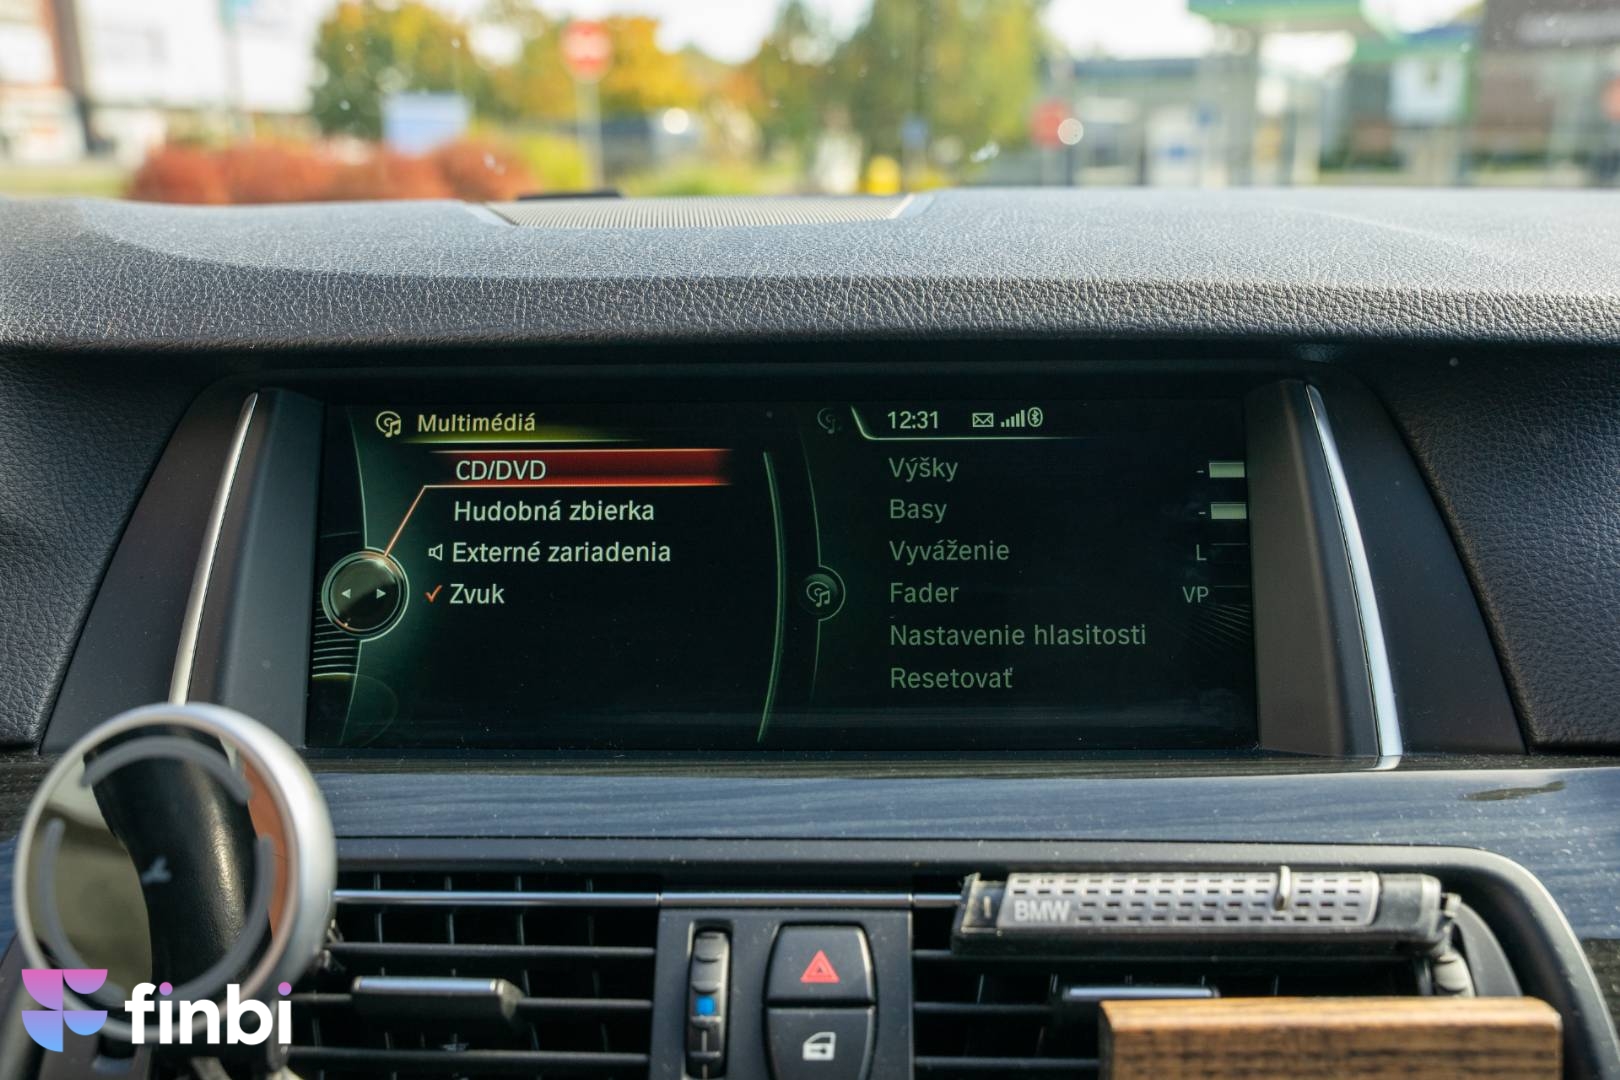 Multimédiá
CD/DVD
Hudobná zbierka
Externé zariadenia
Zvuk
12:31
Výšky -
Basy -
Vyváženie L
Fader VP
Nastavenie hlasitosti
Resetovať
BMW
finbi